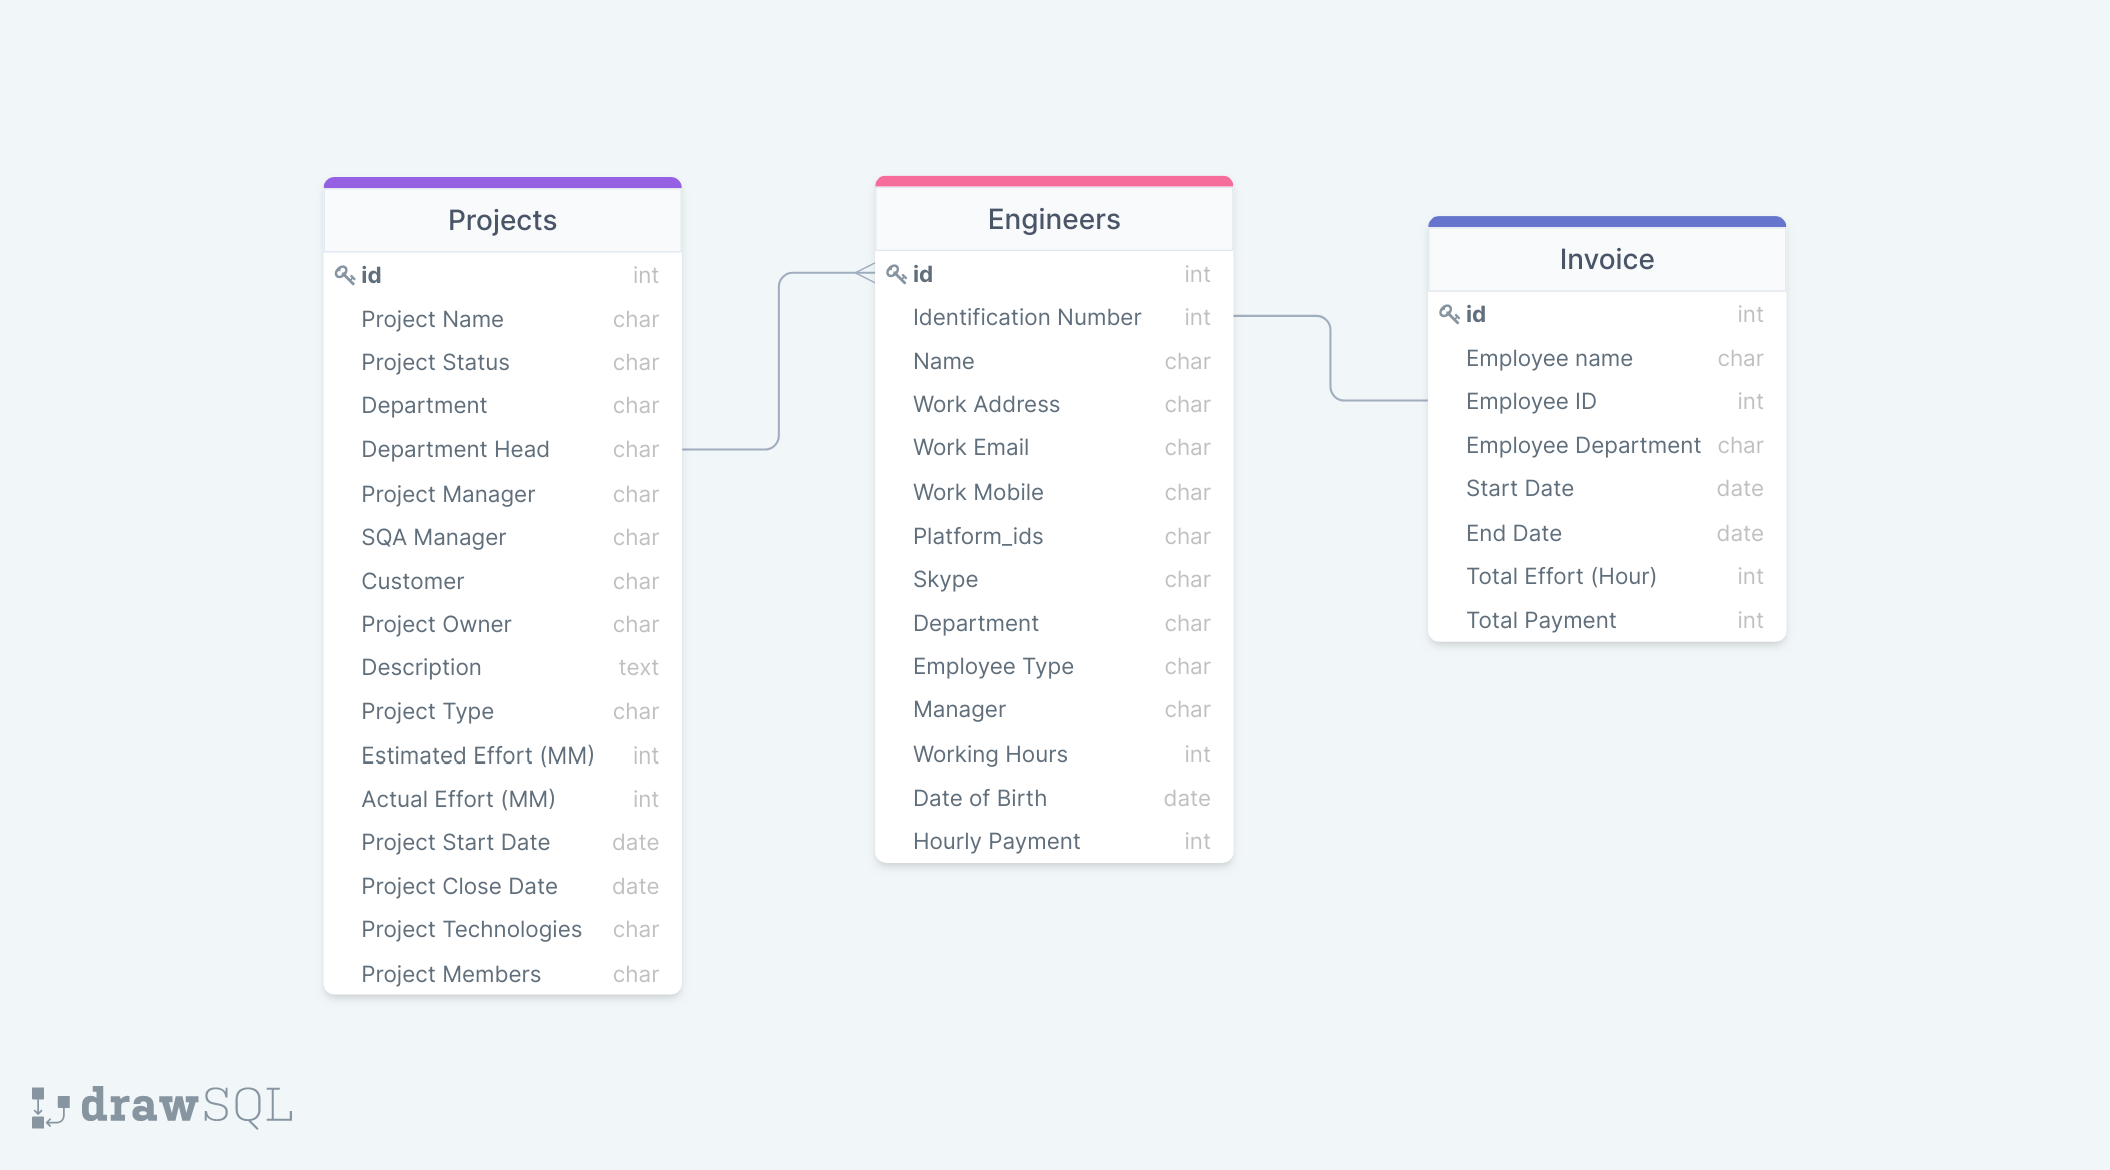 Projects
id int
Project Name char
Project Status char
Department char
Department Head char
Project Manager char
SQA Manager char
Customer char
Project Owner char
Description text
Project Type char
Estimated Effort (MM) int
Actual Effort (MM) int
Project Start Date date
Project Close Date date
Project Technologies char
Project Members char
Engineers
id int
Identification Number int
Name char
Work Address char
Work Email char
Work Mobile char
Platform_ids char
Skype char
Department char
Employee Type char
Manager char
Working Hours int
Date of Birth date
Hourly Payment int
Invoice
id int
Employee name char
Employee ID int
Employee Department char
Start Date date
End Date date
Total Effort (Hour) int
Total Payment int
drawSQL